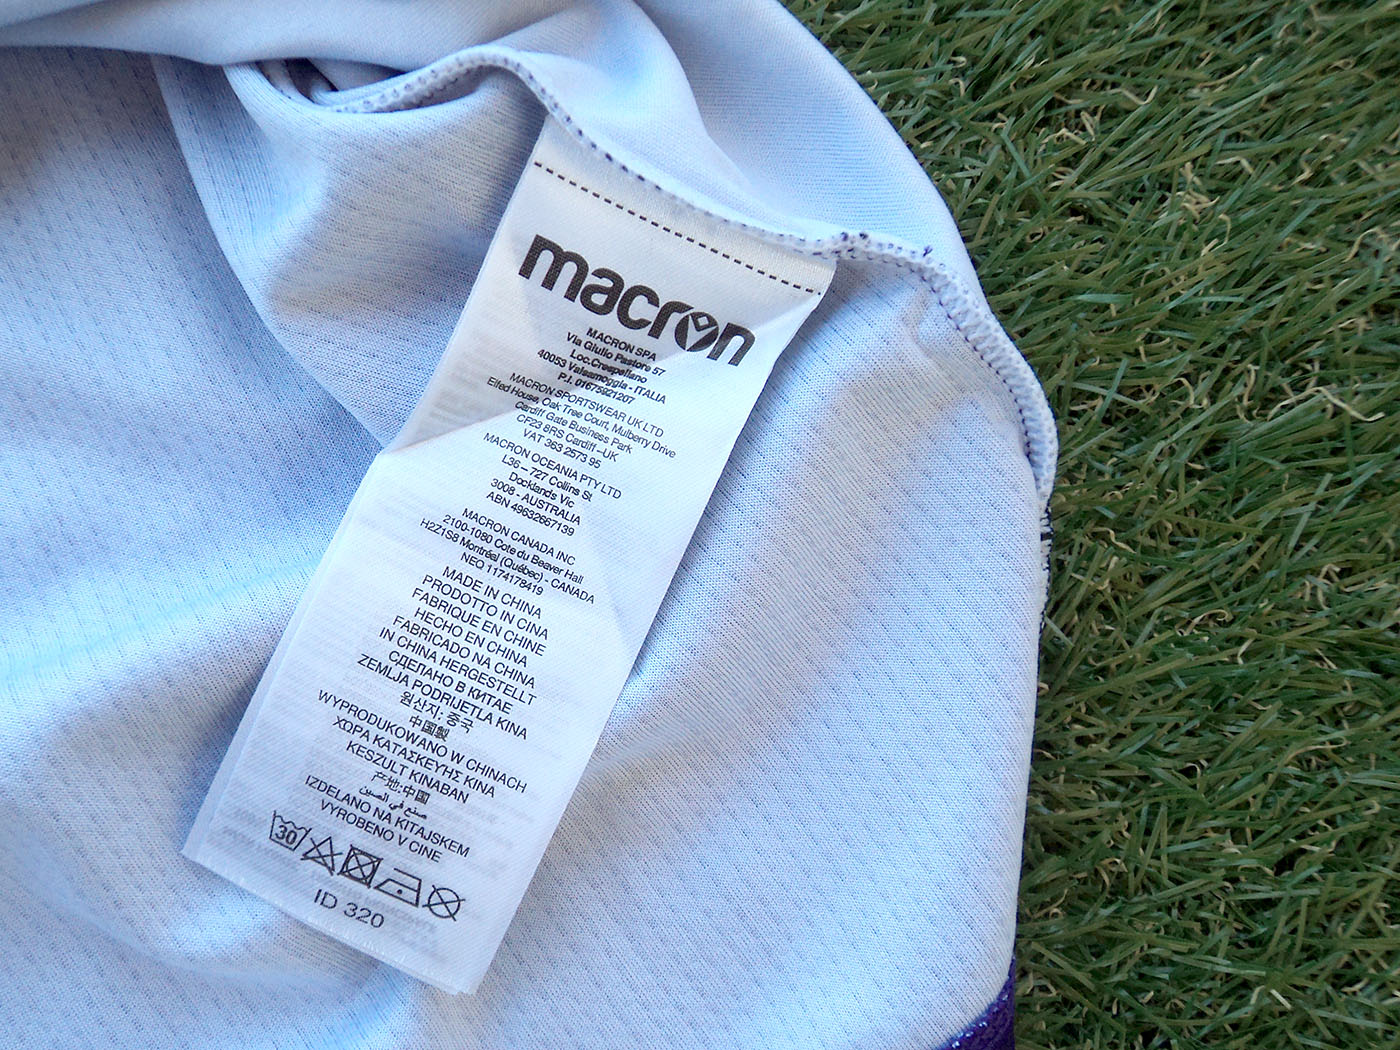 macron
MACRON SPA
Via Giulio Pastore 57
Loc.Crespellano
40053 Valsamoggia - ITALIA
P.I. 01675421207
MACRON SPORTSWEAR UK LTD
Elfed House, Oak Tree Court, Mulberry Drive
Cardiff Gate Business Park
CF23 8RS Cardiff –UK
VAT 363 2573 95
MACRON OCEANIA PTY LTD
L36 – 727 Collins St
Docklands Vic
3008 - AUSTRALIA
ABN 49632667139
MACRON CANADA INC
2100-1080 Cote du Beaver Hall
H2Z1S8 Montréal (Québec) - CANADA
NEQ 1174178419
MADE IN CHINA
PRODOTTO IN CINA
FABRIQUE EN CHINE
HECHO EN CHINA
FABRICADO NA CHINA
IN CHINA HERGESTELLT
СДЕЛАНО В КИТАЕ
ZEMLJA PODRIJETLA KINA
원산지: 중국
中国製
WYPRODUKOWANO W CHINACH
ΧΩΡΑ ΚΑΤΑΣΚΕΥΗΣ ΚΙΝΑ
KESZULT KINABAN
产地:中国
صنع في الصين
IZDELANO NA KITAJSKEM
VYROBENO V CINE
30
ID 320